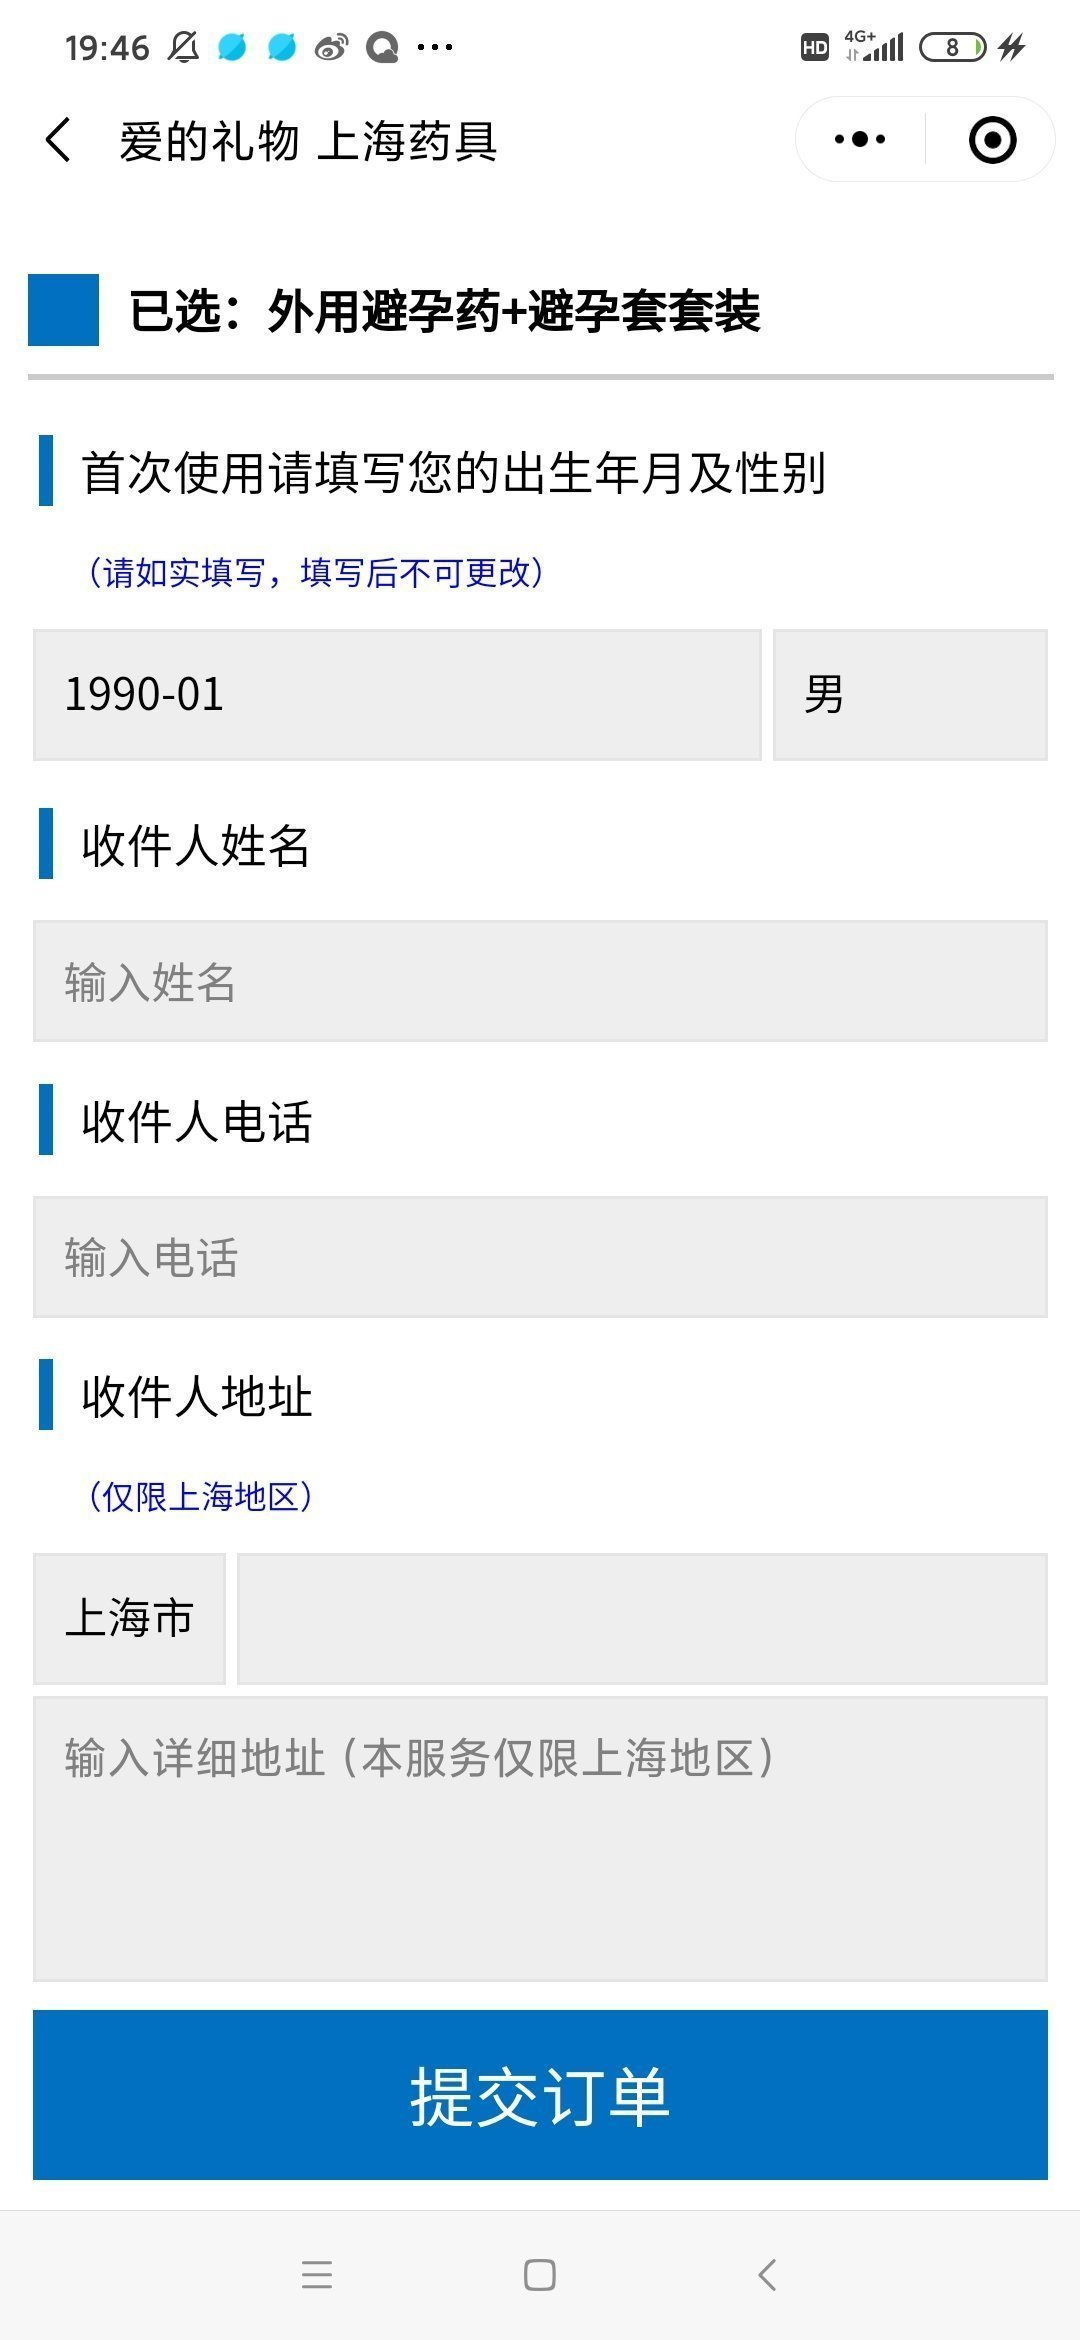 19:46
HD 4G+ 8
爱的礼物 上海药具
已选：外用避孕药+避孕套套装
首次使用请填写您的出生年月及性别
（请如实填写，填写后不可更改）
1990-01 男
收件人姓名
输入姓名
收件人电话
输入电话
收件人地址
（仅限上海地区）
上海市
输入详细地址（本服务仅限上海地区）
提交订单